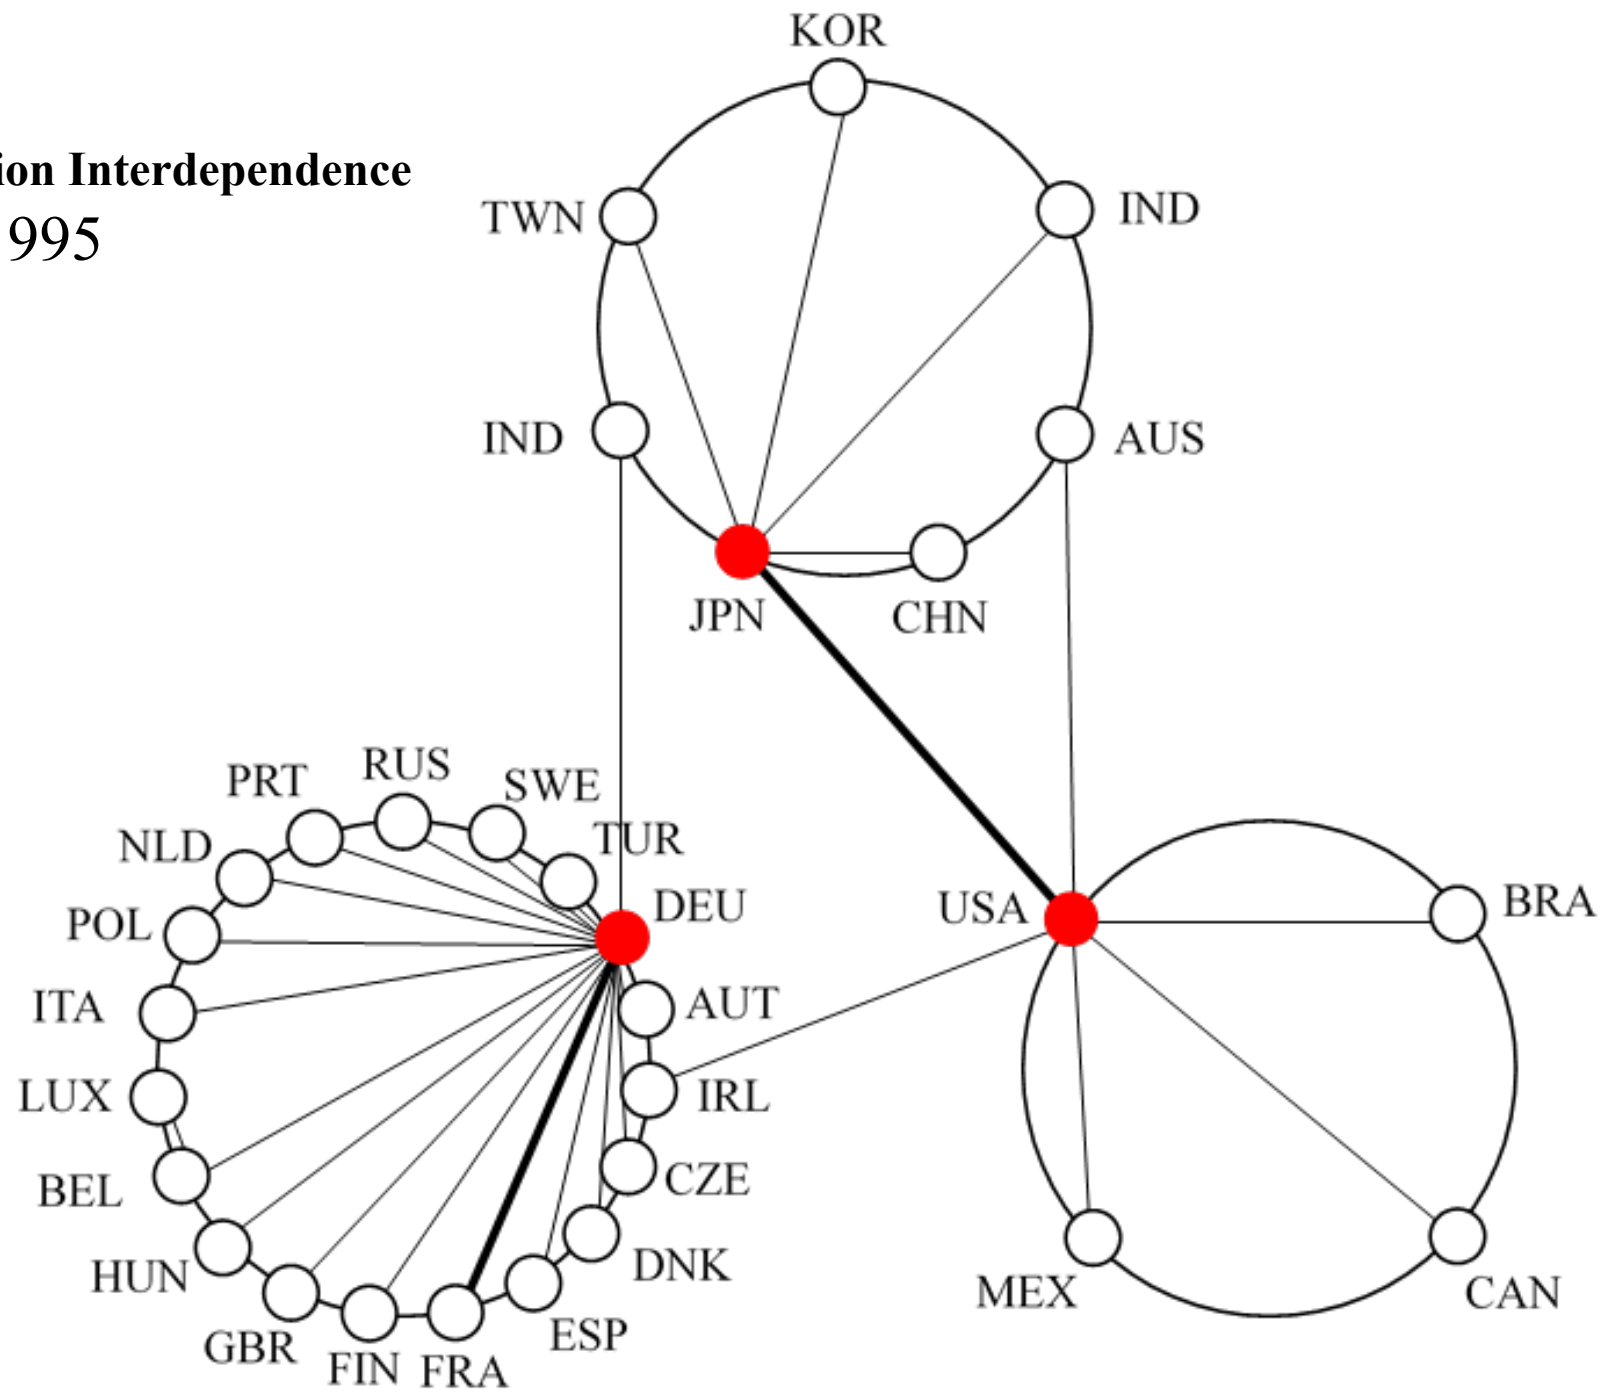 KOR
ion Interdependence
995
TWN
IND
IND
AUS
JPN
CHN
PRT
RUS
SWE
NLD
TUR
POL
DEU
USA
BRA
ITA
AUT
LUX
IRL
BEL
CZE
HUN
DNK
MEX
CAN
GBR
FIN
FRA
ESP